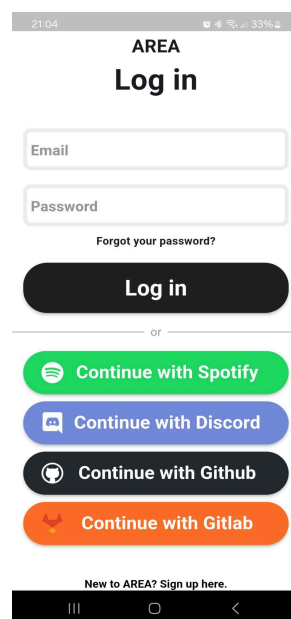 21:04 33%
AREA
Log in
Email
Password
Forgot your password?
Log in
or
Continue with Spotify
Continue with Discord
Continue with Github
Continue with Gitlab
New to AREA? Sign up here.